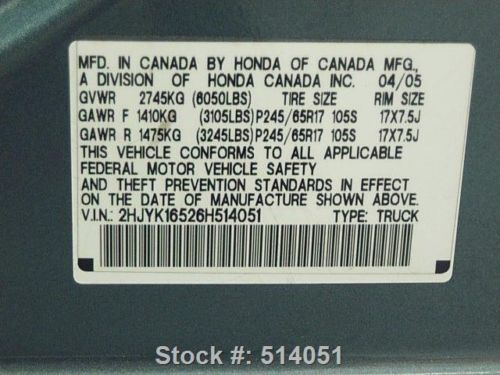 MFD. IN CANADA BY HONDA OF CANADA MFG.,
A DIVISION OF HONDA CANADA INC. 04/05
GVWR 2745KG (6050LBS) TIRE SIZE RIM SIZE
GAWR F 1410KG (3105LBS)P245/65R17 105S 17X7.5J
GAWR R 1475KG (3245LBS)P245/65R17 105S 17X7.5J
THIS VEHICLE CONFORMS TO ALL APPLICABLE
FEDERAL MOTOR VEHICLE SAFETY
AND THEFT PREVENTION STANDARDS IN EFFECT
ON THE DATE OF MANUFACTURE SHOWN ABOVE.
V.I.N.: 2HJYK16526H514051 TYPE: TRUCK
Stock #: 514051